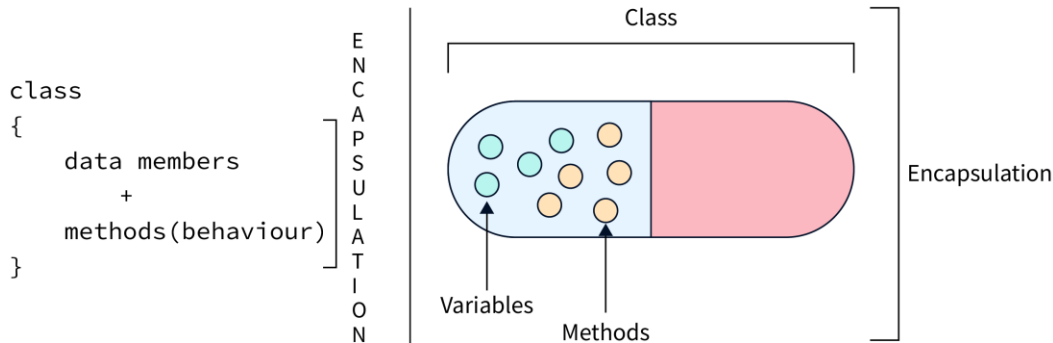 class
{
data members
+
methods(behaviour)
}
E
N
C
A
P
S
U
L
A
T
I
O
N
Class
Variables
Methods
Encapsulation